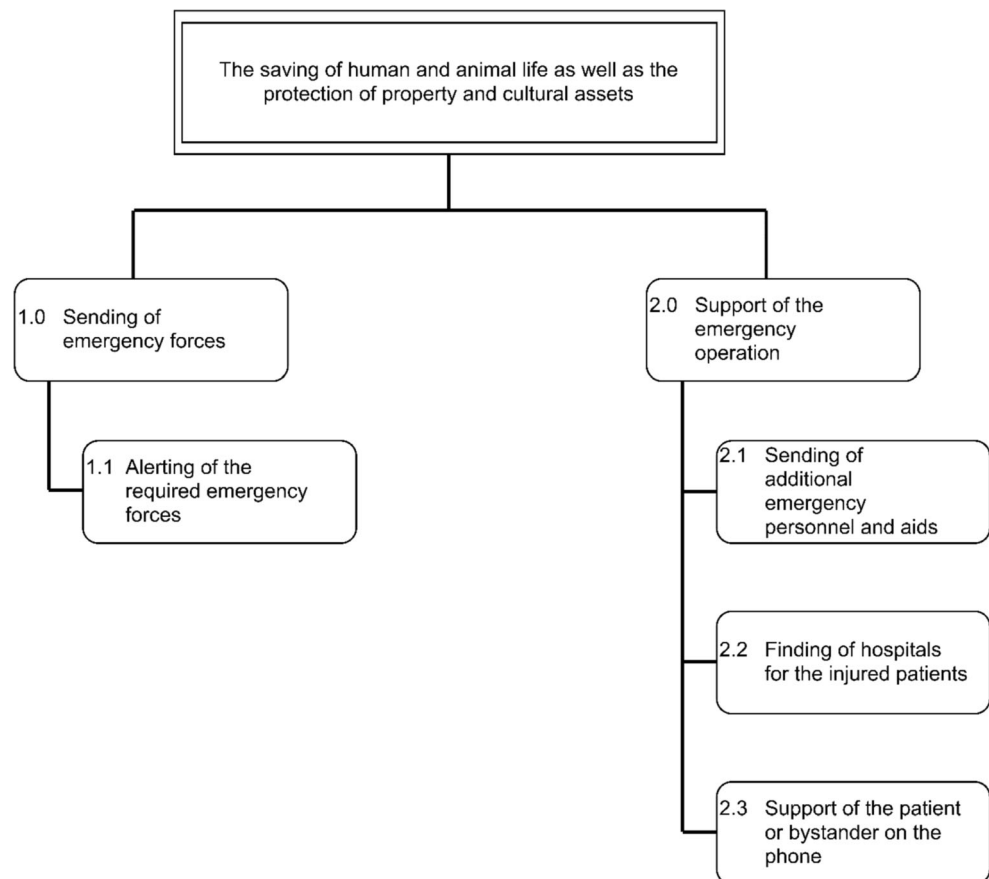 The saving of human and animal life as well as the
protection of property and cultural assets
1.0 Sending of
emergency forces
1.1 Alerting of the
required emergency
forces
2.0 Support of the
emergency
operation
2.1 Sending of
additional
emergency
personnel and aids
2.2 Finding of hospitals
for the injured patients
2.3 Support of the patient
or bystander on the
phone